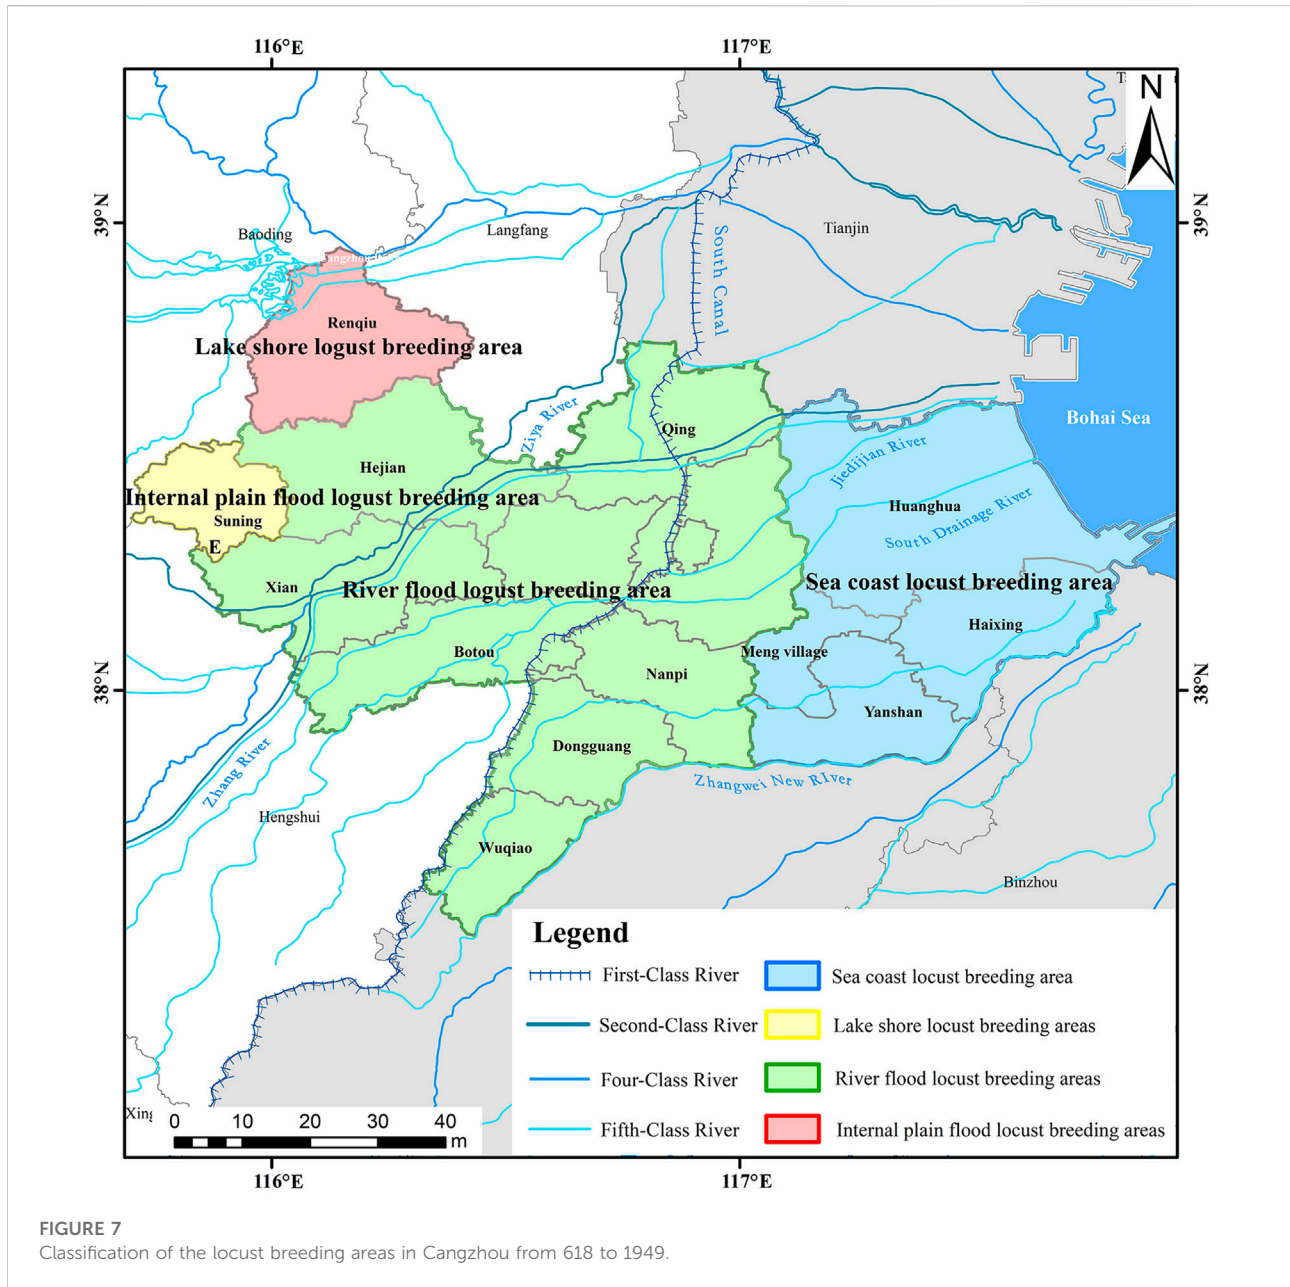 116°E
117°E
N
39°N
39°N
Baoding
Langfang
Tianjin
South Canal
Renqiu
Lake shore logust breeding area
Ziya River
Bohai Sea
Qing
Jiedijian River
Hejian
Internal plain flood logust breeding area
Huanghua
Suning
South Drainage River
E
Xian
River flood logust breeding area
Sea coast locust breeding area
Haixing
Botou
Meng village
Nanpi
38°N
38°N
Yanshan
Dongguang
Zhang River
Zhangwei New RIver
Hengshui
Wuqiao
Binzhou
Legend
First-Class River
Sea coast locust breeding area
Second-Class River
Lake shore locust breeding areas
Four-Class River
River flood locust breeding areas
Fifth-Class River
Internal plain flood locust breeding areas
0 10 20 30 40
m
116°E
117°E
FIGURE 7
Classification of the locust breeding areas in Cangzhou from 618 to 1949.